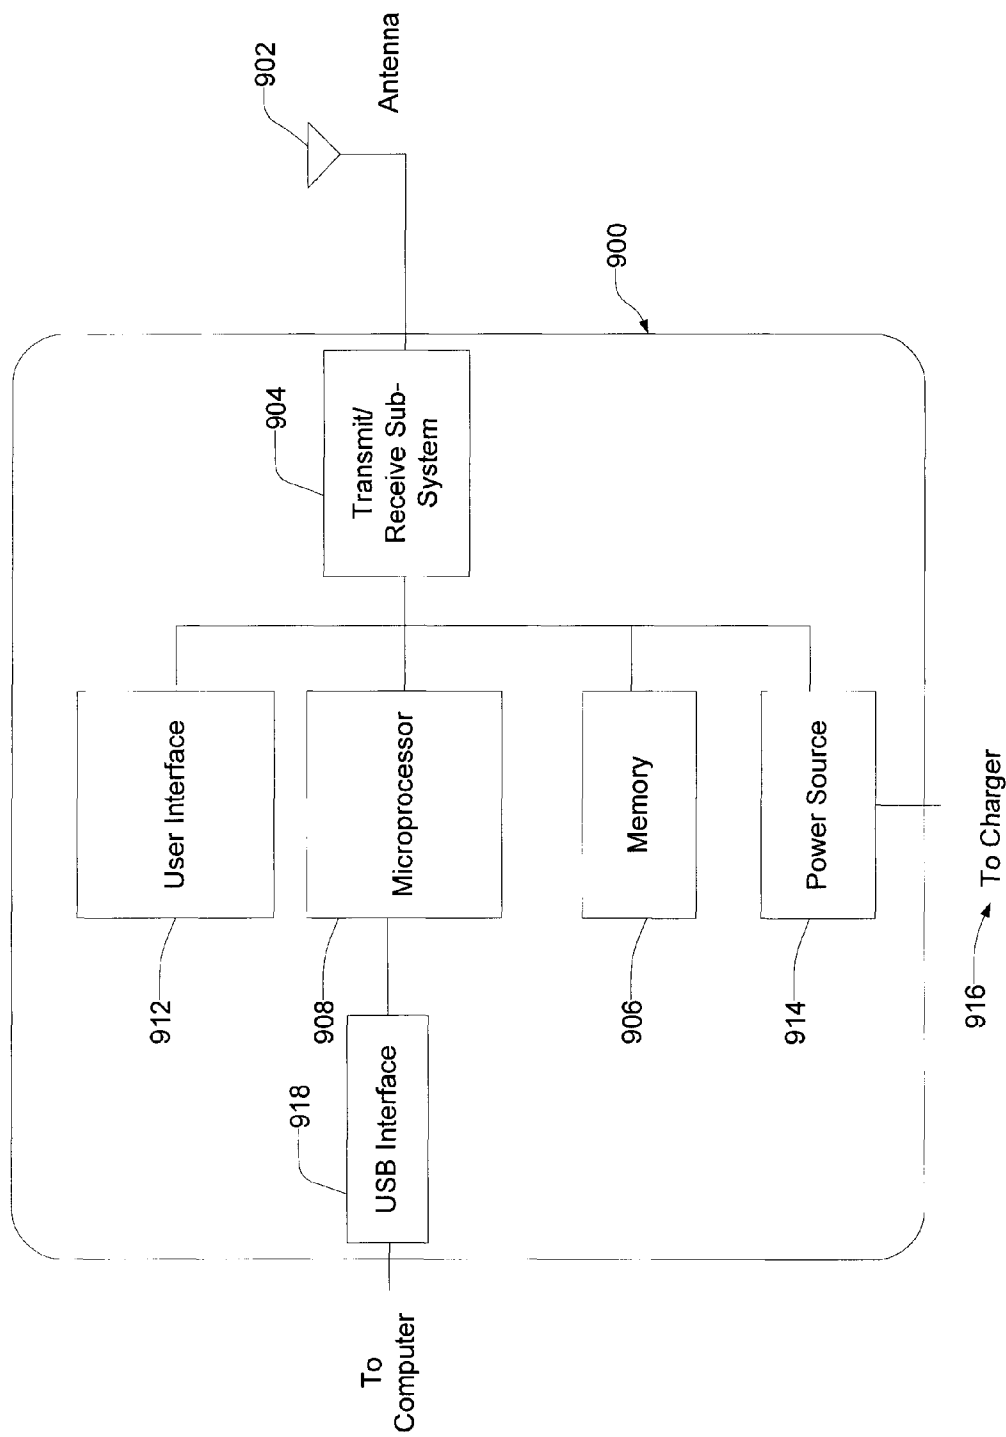 902
Antenna
900
904
Transmit/
Receive Sub-
System
User Interface
912
Microprocessor
908
Memory
906
Power Source
914
916
To Charger
918
USB Interface
To
Computer